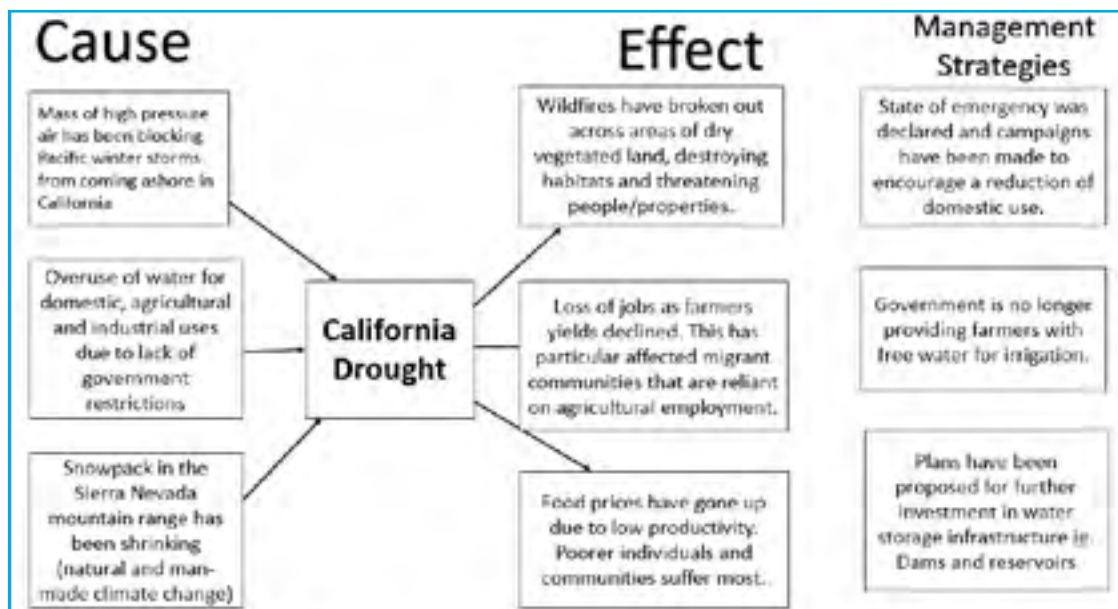 Cause
Mass of high pressure
air has been blocking
Pacific winter storms
from coming ashore in
California
Overuse of water for
domestic, agricultural
and industrial uses
due to lack of
government
restrictions
Snowpack in the
Sierra Nevada
mountain range has
been shrinking
(natural and man-
made climate change)
California
Drought
Effect
Wildfires have broken out
across areas of dry
vegetated land, destroying
habitats and threatening
people/properties.
Loss of jobs as farmers
yields declined. This has
particular affected migrant
communities that are reliant
on agricultural employment.
Food prices have gone up
due to low productivity.
Poorer individuals and
communities suffer most.
Management
Strategies
State of emergency was
declared and campaigns
have been made to
encourage a reduction of
domestic use.
Government is no longer
providing farmers with
free water for irrigation.
Plans have been
proposed for further
investment in water
storage infrastructure ie.
Dams and reservoirs